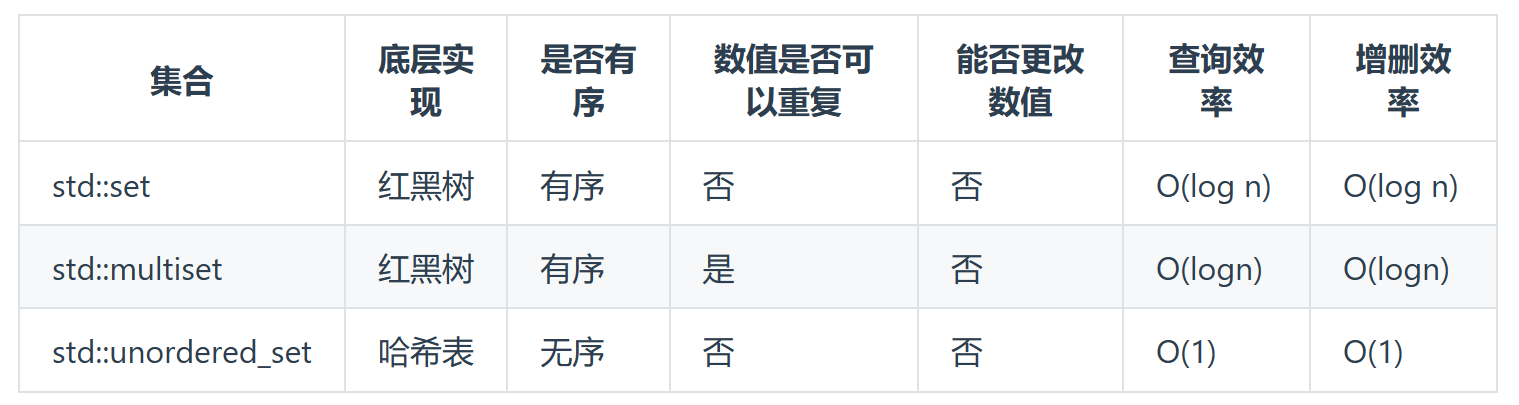 集合 底层实 是否有 数值是否可 能否更改 查询效 增删效
现 序 以重复 数值 率 率
std::set 红黑树 有序 否 否 O(log n) O(log n)
std::multiset 红黑树 有序 是 否 O(logn) O(logn)
std::unordered_set 哈希表 无序 否 否 O(1) O(1)